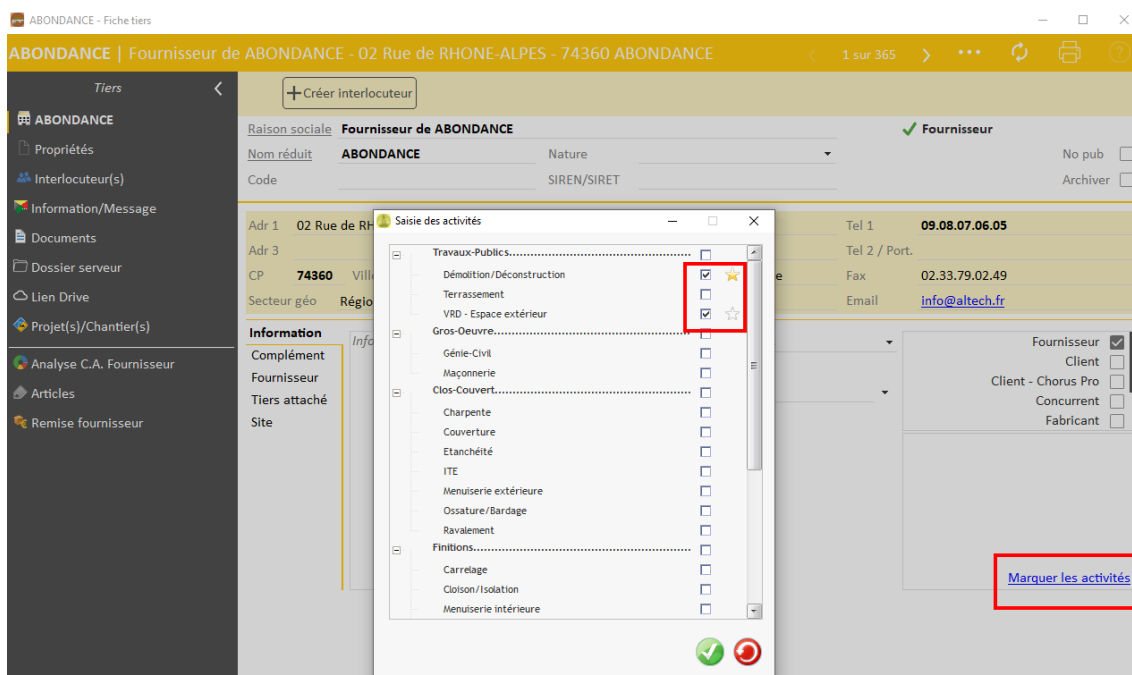 ABONDANCE - Fiche tiers
ABONDANCE | Fournisseur de ABONDANCE - 02 Rue de RHONE-ALPES - 74360 ABONDANCE
1 sur 365
Tiers
ABONDANCE
Propriétés
Interlocuteur(s)
Information/Message
Documents
Dossier serveur
Lien Drive
Projet(s)/Chantier(s)
Analyse C.A. Fournisseur
Articles
Remise fournisseur
Créer interlocuteur
Raison sociale Fournisseur de ABONDANCE
Fournisseur
Nom réduit ABONDANCE Nature
No pub
Code SIREN/SIRET
Archiver
Adr 1 02 Rue de RH
Tel 1 09.08.07.06.05
Adr 3
Tel 2 / Port.
CP 74360 Vill
e
Fax 02.33.79.02.49
Secteur géo Régio
Email info@altech.fr
Information
Complément
Fournisseur
Tiers attaché
Site
Info
Saisie des activités
Travaux-Publics
Démolition/Déconstruction
Terrassement
VRD - Espace extérieur
Gros-Oeuvre
Génie-Civil
Maçonnerie
Clos-Couvert
Charpente
Couverture
Etanchéité
ITE
Menuiserie extérieure
Ossature/Bardage
Ravalement
Finitions
Carrelage
Cloison/Isolation
Menuiserie intérieure
Fournisseur
Client
Client - Chorus Pro
Concurrent
Fabricant
Marquer les activités